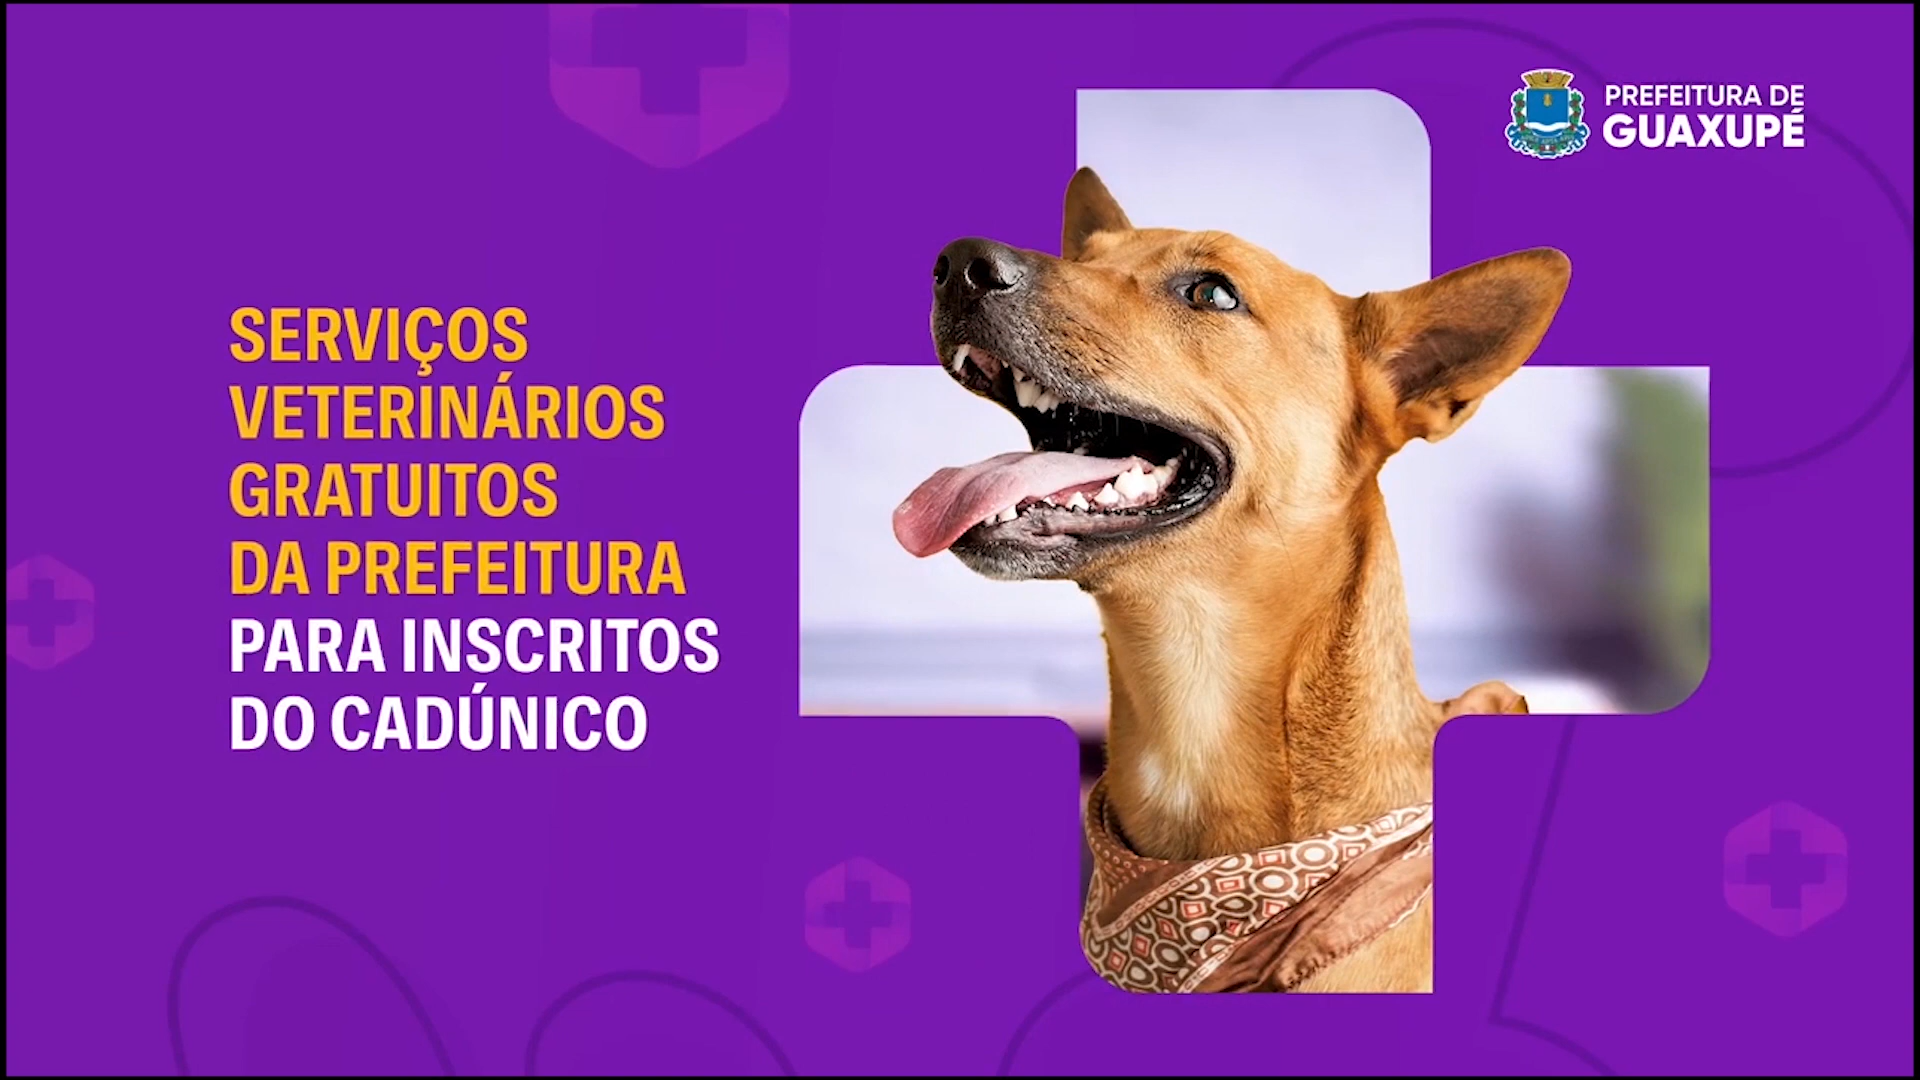 PREFEITURA DE
GUAXUPÉ
SERVIÇOS
VETERINÁRIOS
GRATUITOS
DA PREFEITURA
PARA INSCRITOS
DO CADÚNICO